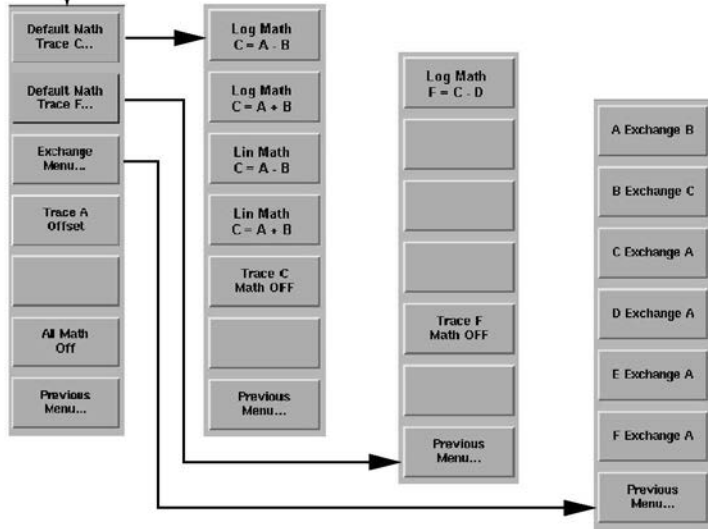 Default Math
Trace C...
Default Math
Trace F...
Exchange
Menu...
Trace A
Offset
All Math
Off
Previous
Menu...
Log Math
C = A - B
Log Math
C = A + B
Lin Math
C = A - B
Lin Math
C = A + B
Trace C
Math OFF
Previous
Menu...
Log Math
F = C - D
Trace F
Math OFF
Previous
Menu...
A Exchange B
B Exchange C
C Exchange A
D Exchange A
E Exchange A
F Exchange A
Previous
Menu...